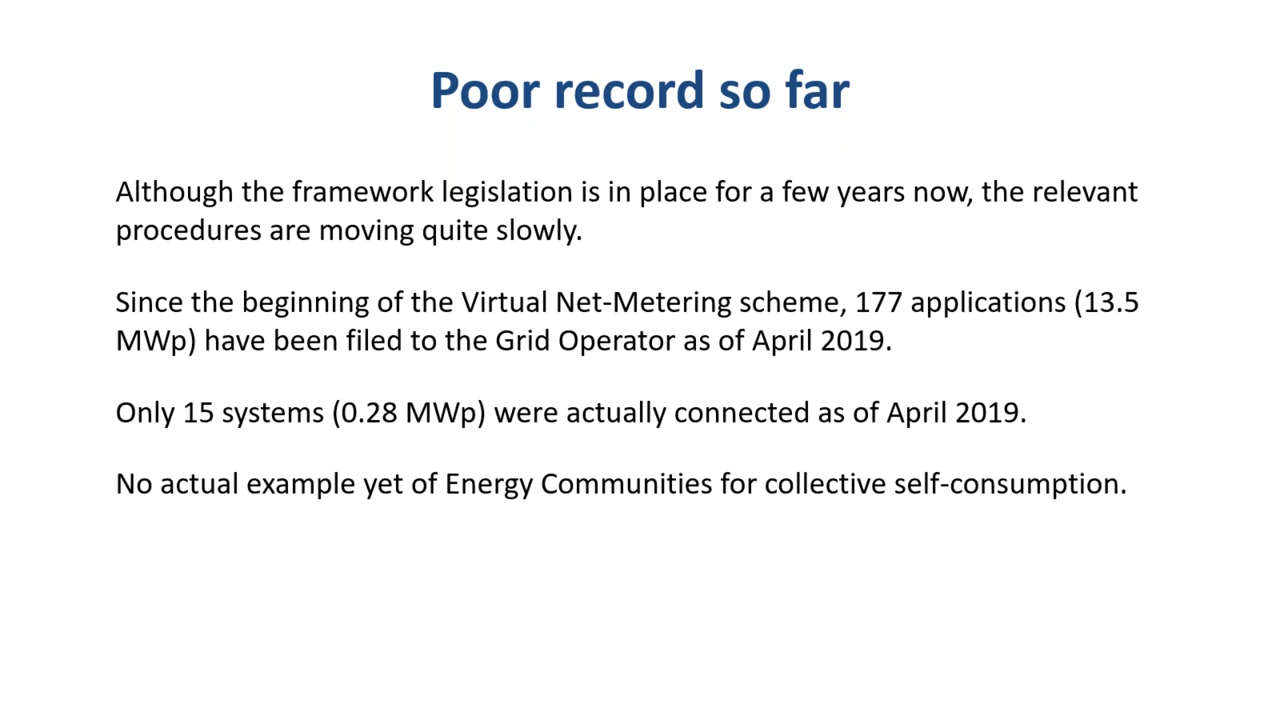 Poor record so far
Although the framework legislation is in place for a few years now, the relevant
procedures are moving quite slowly.
Since the beginning of the Virtual Net-Metering scheme, 177 applications (13.5
MWp) have been filed to the Grid Operator as of April 2019.
Only 15 systems (0.28 MWp) were actually connected as of April 2019.
No actual example yet of Energy Communities for collective self-consumption.